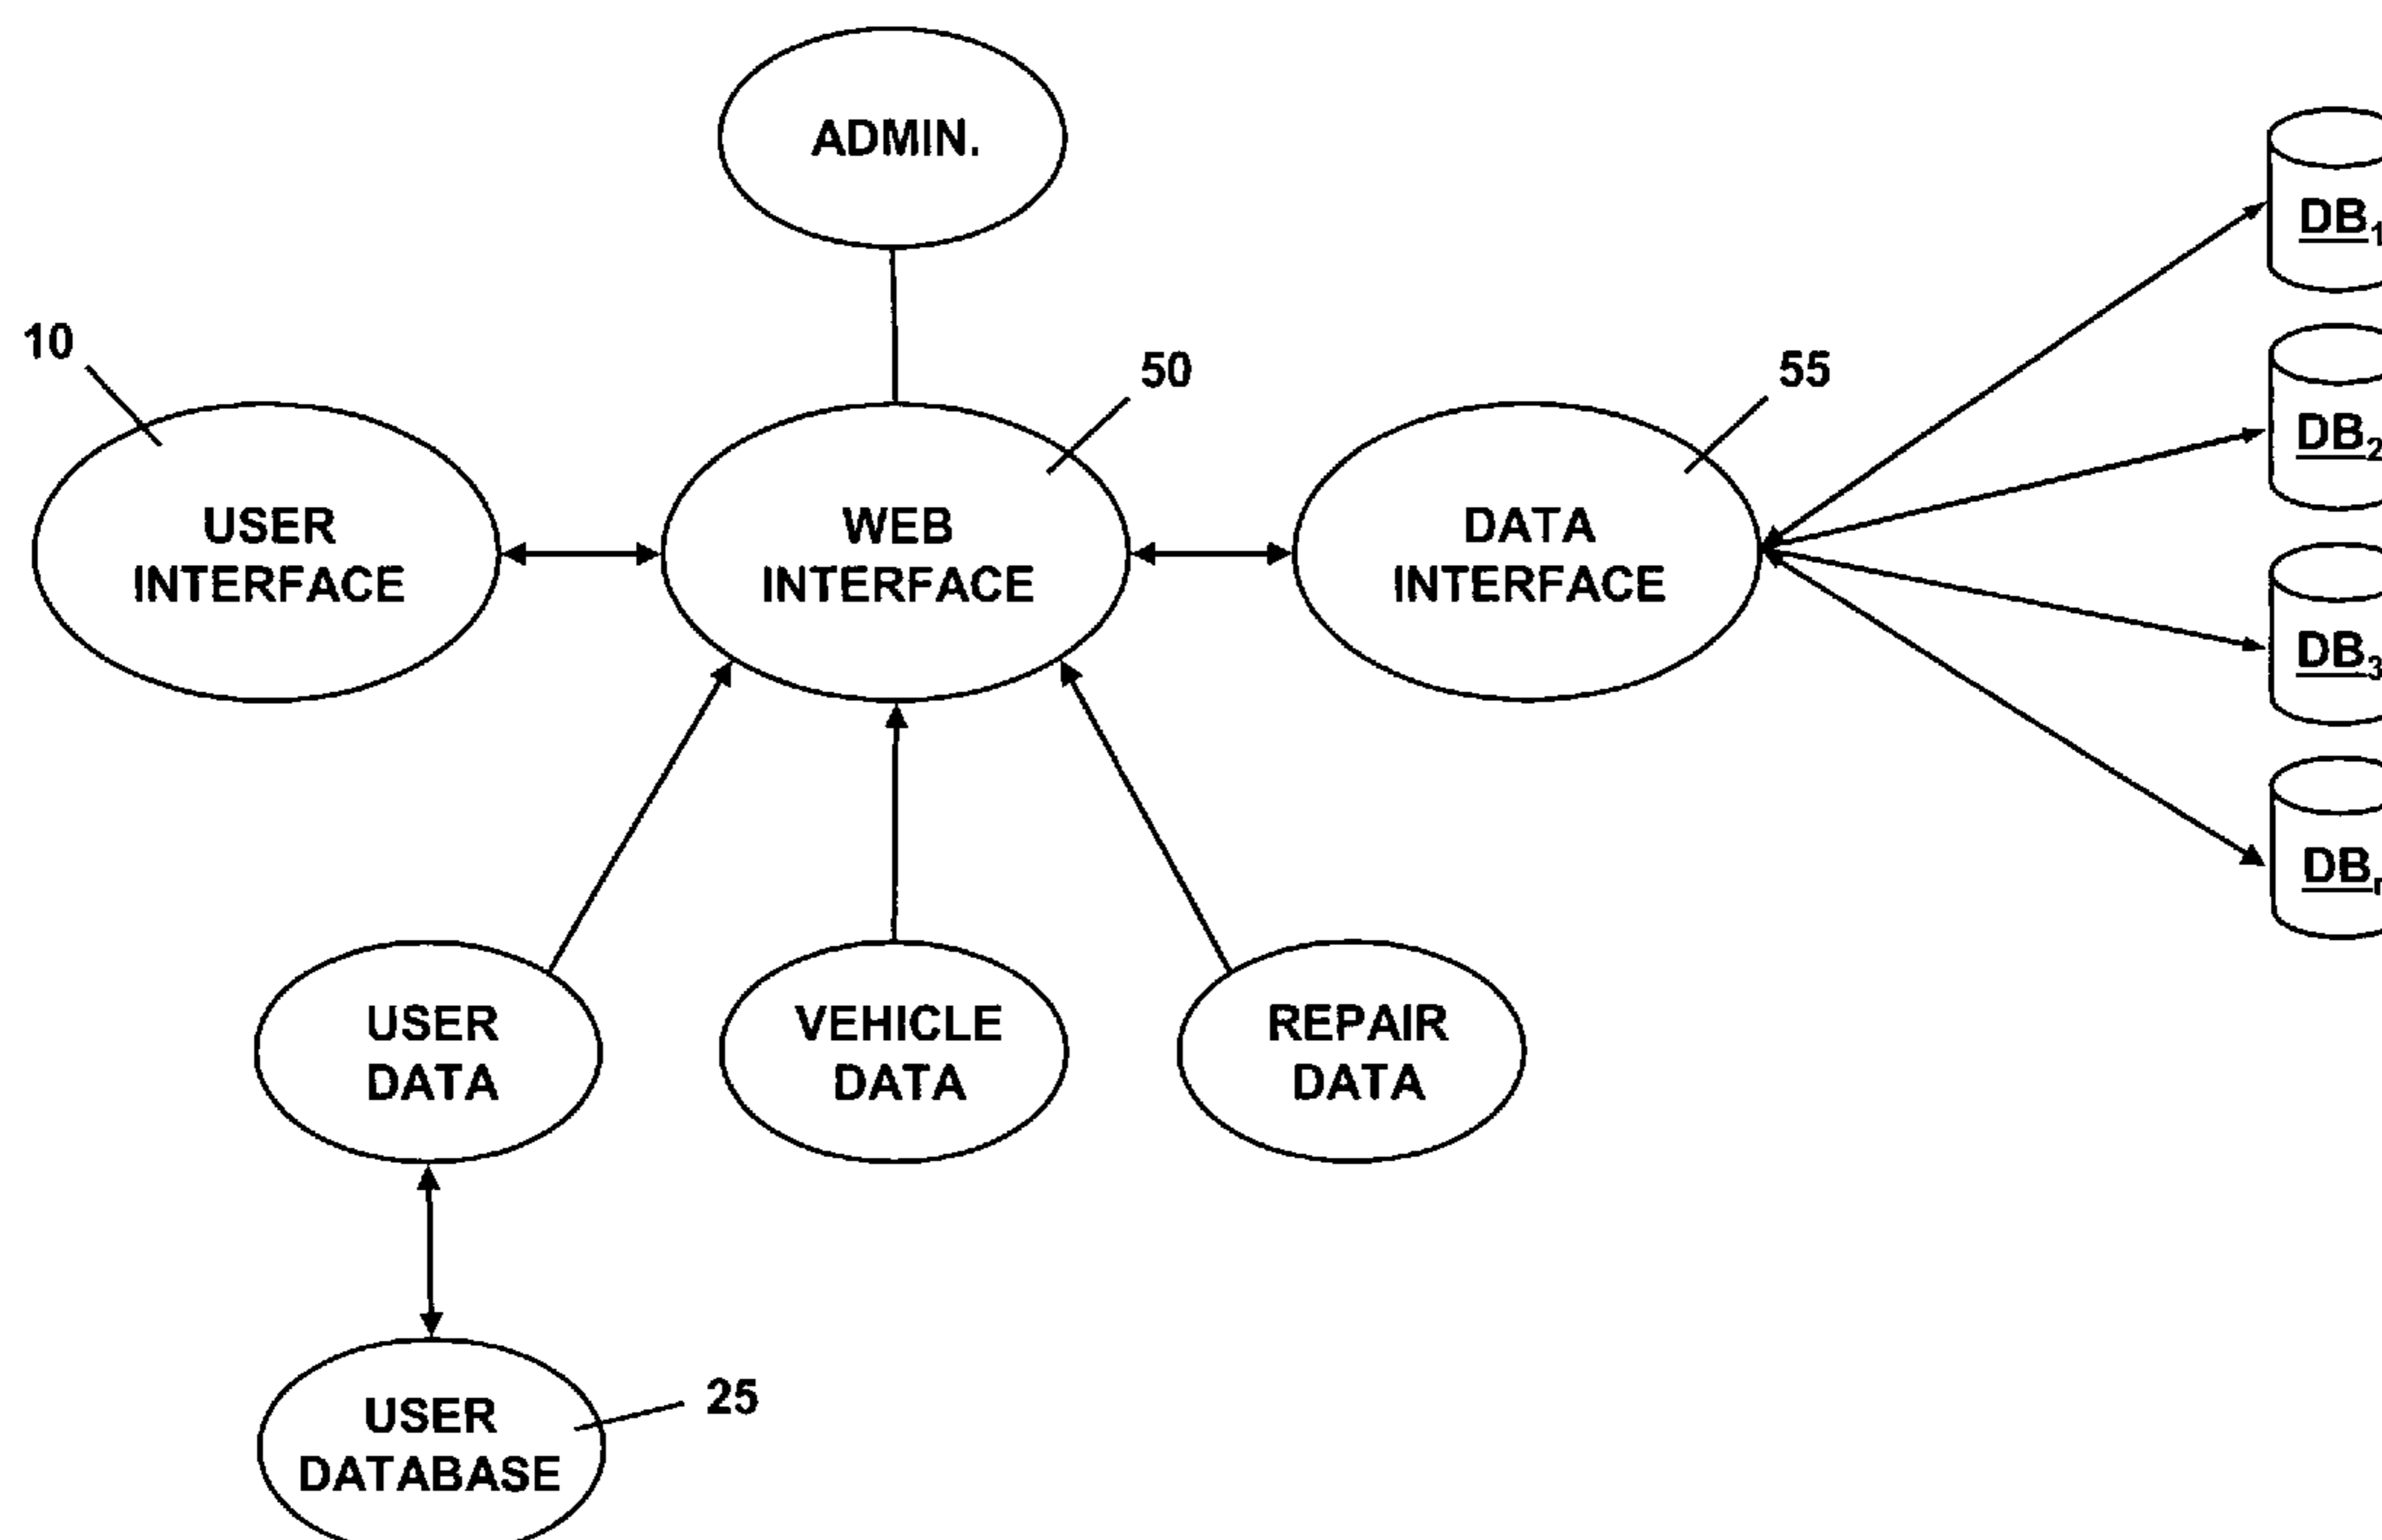 ADMIN.
10
50
55
USER
INTERFACE
WEB
INTERFACE
DATA
INTERFACE
DB1
DB2
DB3
DB
USER
DATA
VEHICLE
DATA
REPAIR
DATA
25
USER
DATABASE